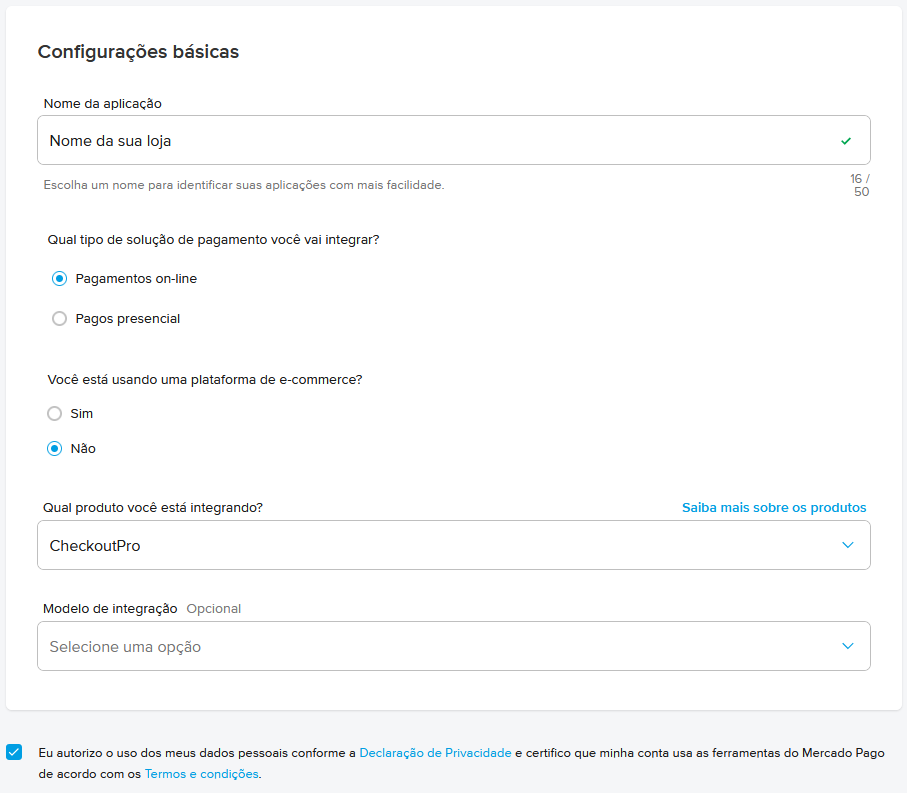 Configurações básicas
Nome da aplicação
Nome da sua loja
Escolha um nome para identificar suas aplicações com mais facilidade.
16 /
50
Qual tipo de solução de pagamento você vai integrar?
Pagamentos on-line
Pagos presencial
Você está usando uma plataforma de e-commerce?
Sim
Não
Qual produto você está integrando? Saiba mais sobre os produtos
CheckoutPro
Modelo de integração Opcional
Selecione uma opção
Eu autorizo o uso dos meus dados pessoais conforme a Declaração de Privacidade e certifico que minha conta usa as ferramentas do Mercado Pago
de acordo com os Termos e condições.